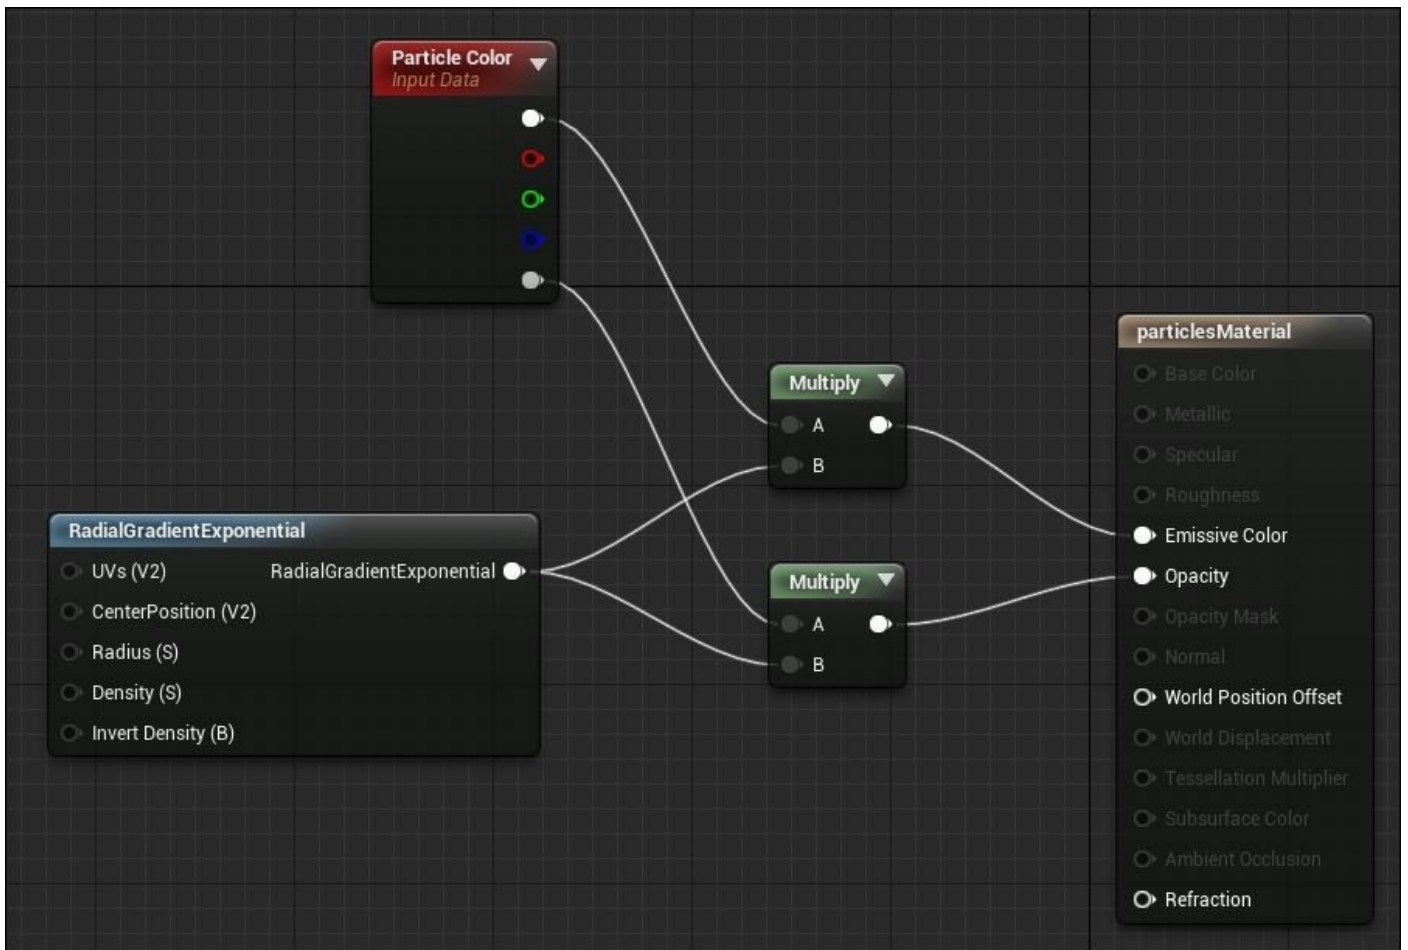 Particle Color
Input Data
particlesMaterial
Base Color
Multiply
Metallic
A
Specular
B
Roughness
RadialGradientExponential
Emissive Color
UVs (V2)
RadialGradientExponential
Multiply
Opacity
CenterPosition (V2)
A
Opacity Mask
Radius (S)
B
Normal
Density (S)
World Position Offset
Invert Density (B)
World Displacement
Tessellation Multiplier
Subsurface Color
Ambient Occlusion
Refraction